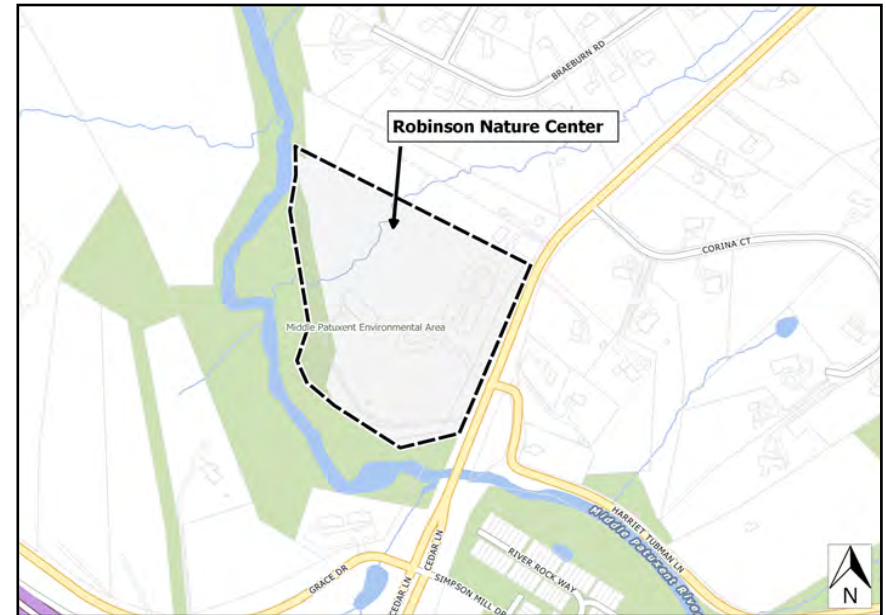 BRAEBURN RD
Robinson Nature Center
CORINA CT
Middle Patuxent Environmental Area
HARRIET TUBMAN LN
Middle Patuxent River
RIVER ROCK WAY
CEDAR LN
GRACE DR
CEDAR LN
SIMPSON MILL DR
N